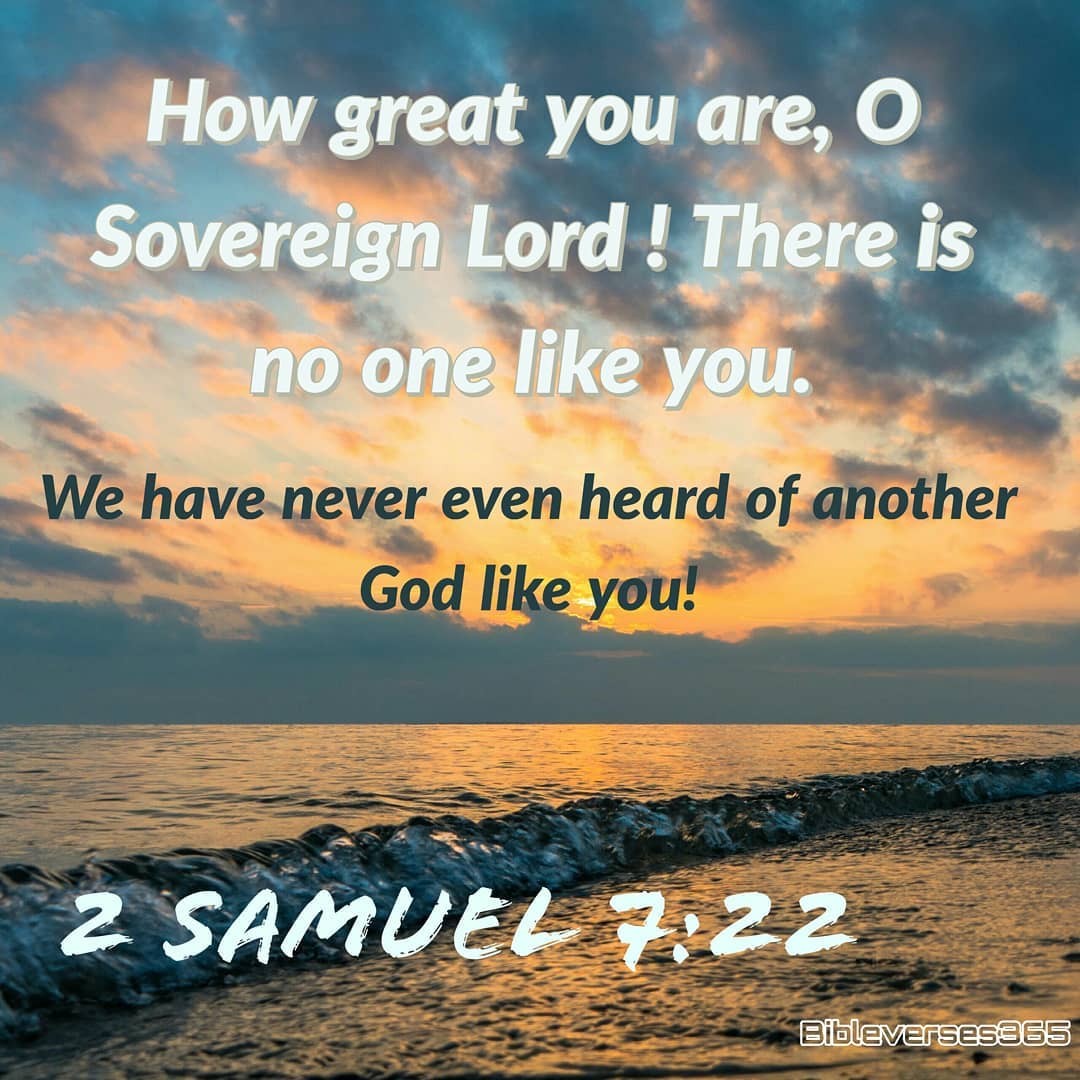 How great you are, O
Sovereign Lord ! There is
no one like you.
We have never even heard of another
God like you!
2 SAMUEL 7:22
Bibleverses365